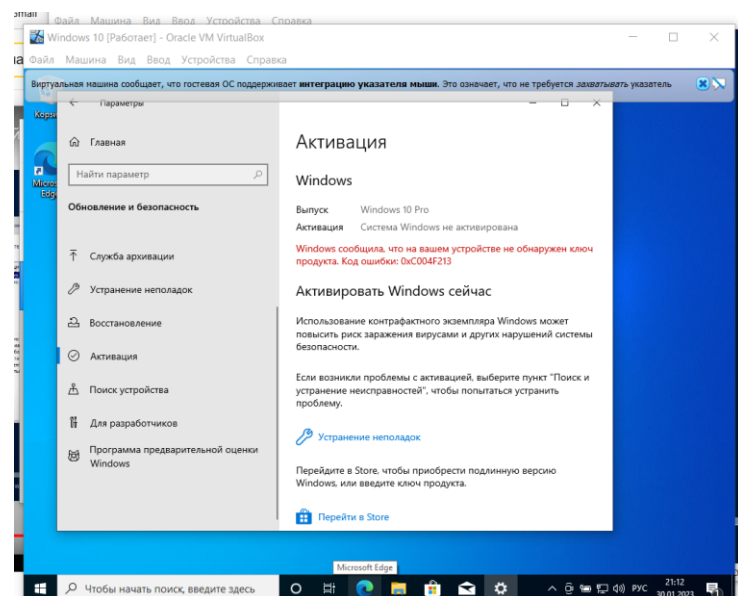 Файл Машина Вид Ввод Устройства Справка
Windows 10 [Работает] - Oracle VM VirtualBox
Файл Машина Вид Ввод Устройства Справка
Виртуальная машина сообщает, что гостевая ОС поддерживает интеграцию указателя мыши. Это означает, что не требуется захватывать указатель
Параметры
Главная
Найти параметр
Обновление и безопасность
Служба архивации
Устранение неполадок
Восстановление
Активация
Поиск устройства
Для разработчиков
Программа предварительной оценки
Windows
Активация
Windows
Выпуск Windows 10 Pro
Активация Система Windows не активирована
Windows сообщила, что на вашем устройстве не обнаружен ключ
продукта. Код ошибки: 0xC004F213
Активировать Windows сейчас
Использование контрафактного экземпляра Windows может
повысить риск заражения вирусами и других нарушений системы
безопасности.
Если возникли проблемы с активацией, выберите пункт "Поиск и
устранение неисправностей", чтобы попытаться устранить
проблему.
Устранение неполадок
Перейдите в Store, чтобы приобрести подлинную версию
Windows, или введите ключ продукта.
Перейти в Store
Microsoft Edge
Чтобы начать поиск, введите здесь
РУС
21:12
30.01.2023